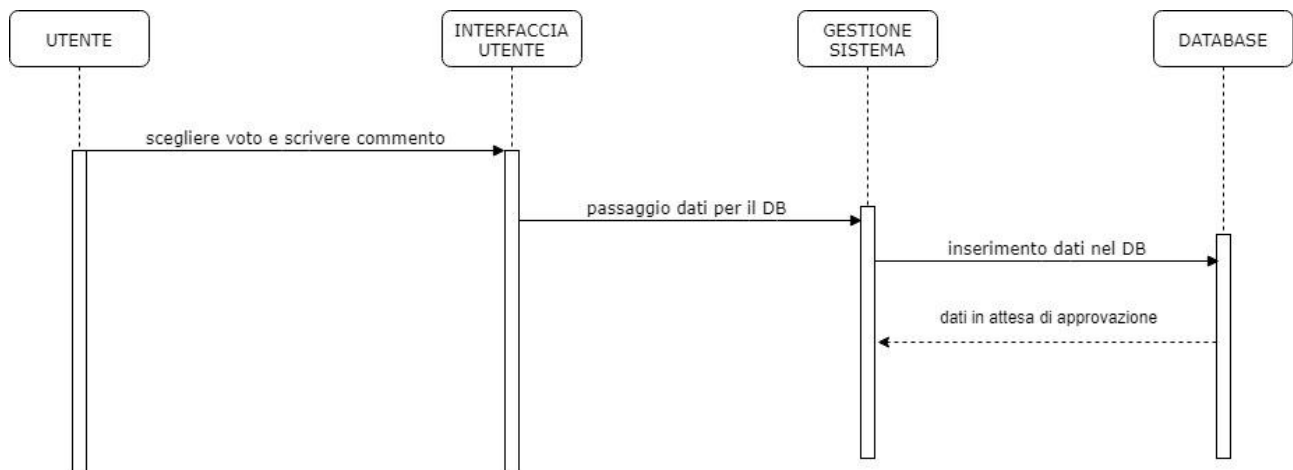 UTENTE
INTERFACCIA
UTENTE
GESTIONE
SISTEMA
DATABASE
scegliere voto e scrivere commento
passaggio dati per il DB
inserimento dati nel DB
dati in attesa di approvazione